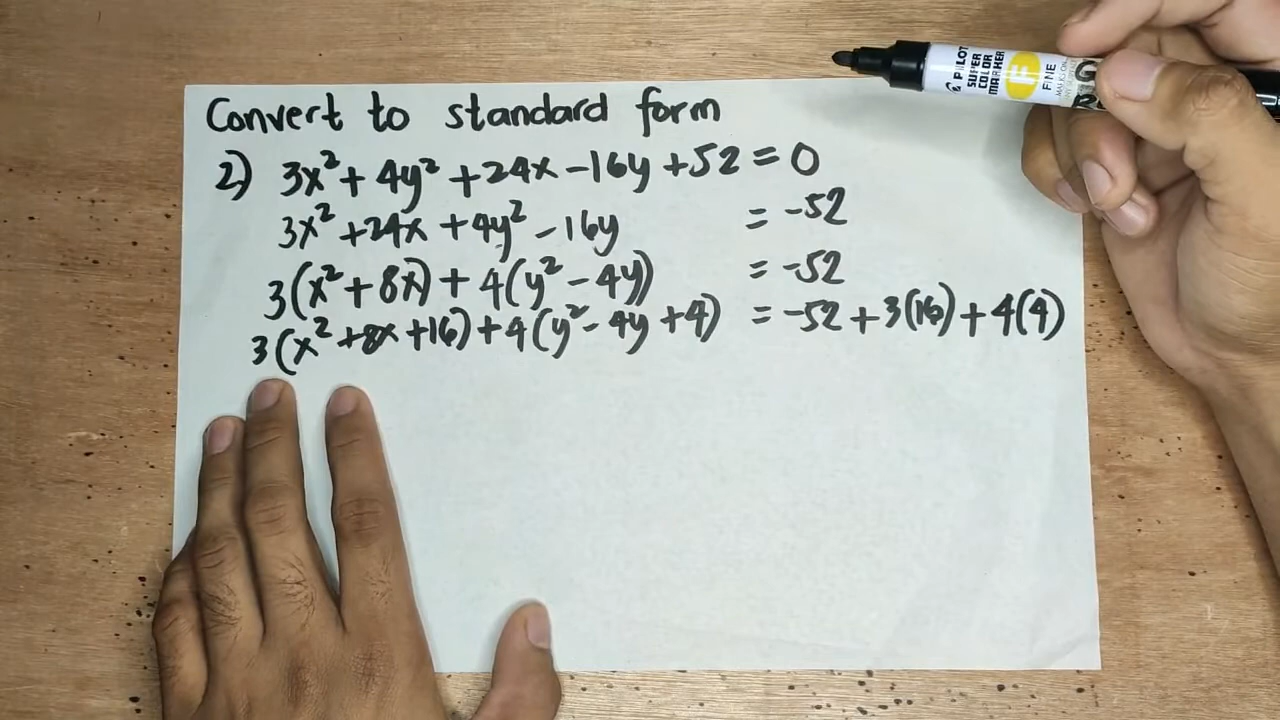 Convert to standard form
2) 3x² + 4y² + 24x - 16y + 52 = 0
3x² + 24x + 4y² - 16y = -52
3(x² + 8x) + 4(y² - 4y) = -52
3(x² + 8x + 16) + 4(y² - 4y + 4) = -52 + 3(16) + 4(4)
PILOT
SUPER
COLOR
MARKER
F
FINE